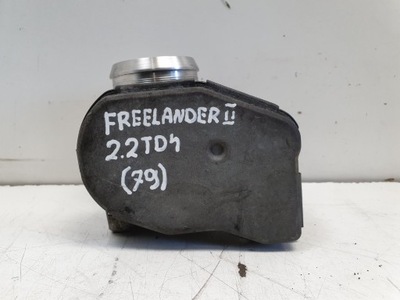 FREELANDER II
2.2TD4
(79)